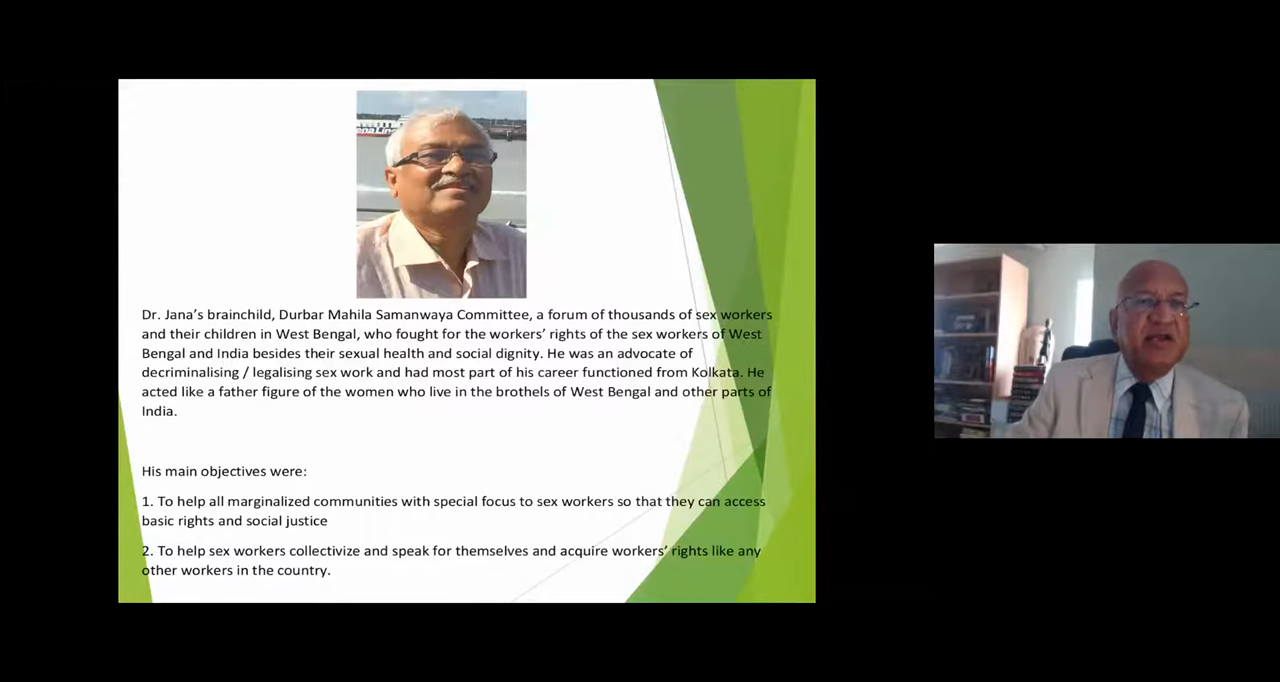 ena Line
Dr. Jana’s brainchild, Durbar Mahila Samanwaya Committee, a forum of thousands of sex workers
and their children in West Bengal, who fought for the workers’ rights of the sex workers of West
Bengal and India besides their sexual health and social dignity. He was an advocate of
decriminalising / legalising sex work and had most part of his career functioned from Kolkata. He
acted like a father figure of the women who live in the brothels of West Bengal and other parts of
India.
His main objectives were:
1. To help all marginalized communities with special focus to sex workers so that they can access
basic rights and social justice
2. To help sex workers collectivize and speak for themselves and acquire workers’ rights like any
other workers in the country.